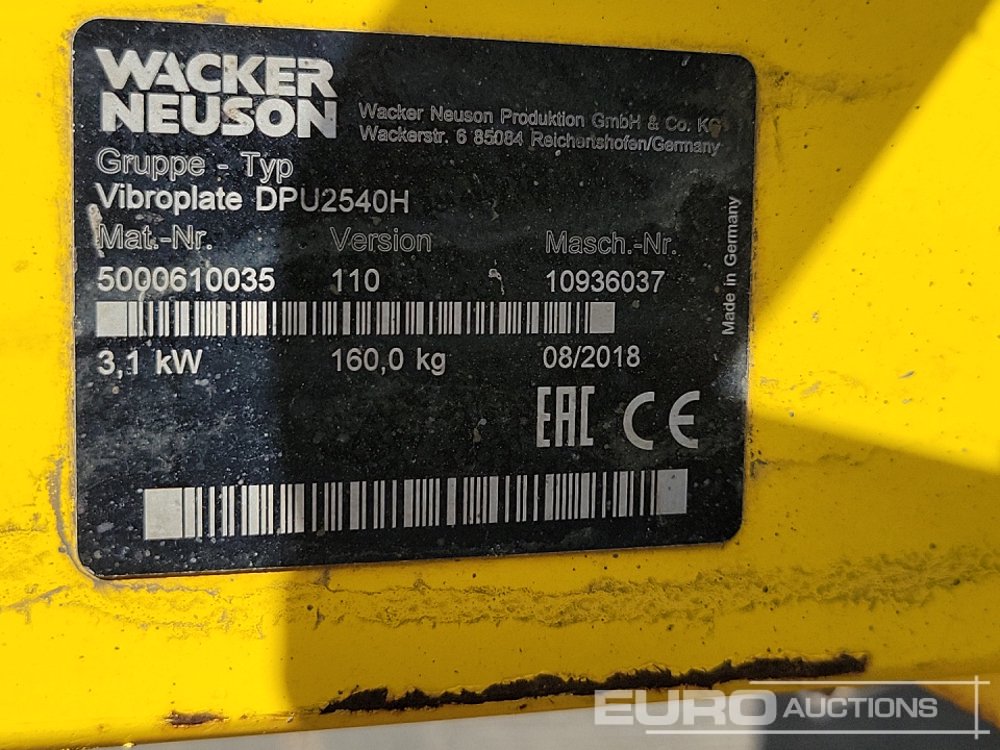 WACKER
NEUSON
Wacker Neuson Produktion GmbH & Co. KG
Wackerstr. 6 85084 Reichertshofen/Germany
Gruppe - Typ
Vibroplate DPU2540H
Mat.-Nr. Version Masch.-Nr.
5000610035 110 10936037
3,1 kW 160,0 kg 08/2018
EAC CE
Made in Germany
EURO AUCTIONS